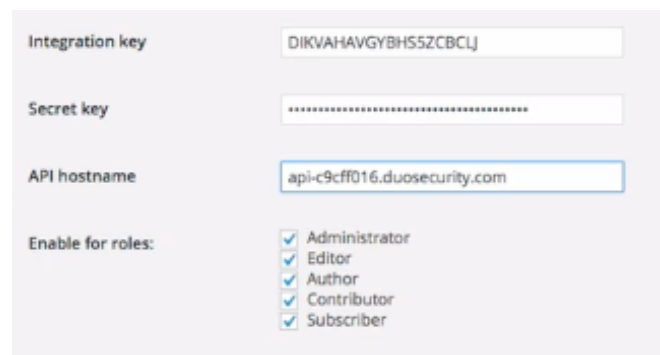 Integration key DIKVAHAVGYBHS5ZCBCLJ
Secret key ••••••••••••••••••••••••••••••••••••••••
API hostname api-c9cff016.duosecurity.com
Enable for roles: Administrator
Editor
Author
Contributor
Subscriber